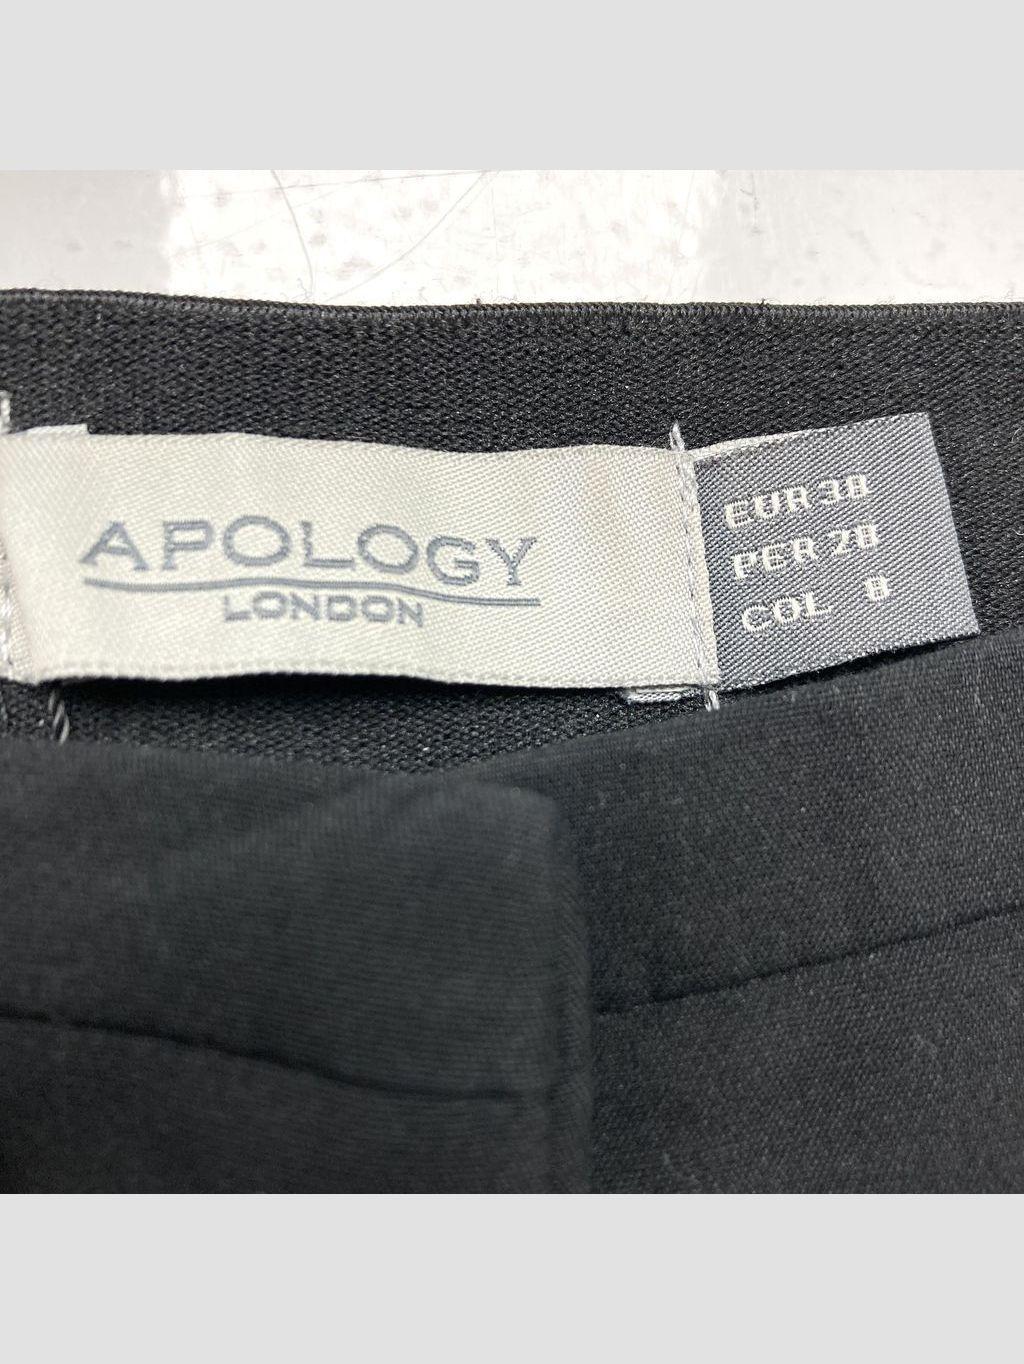 APOLOGY
LONDON
EUR 38
PER 28
COL 8